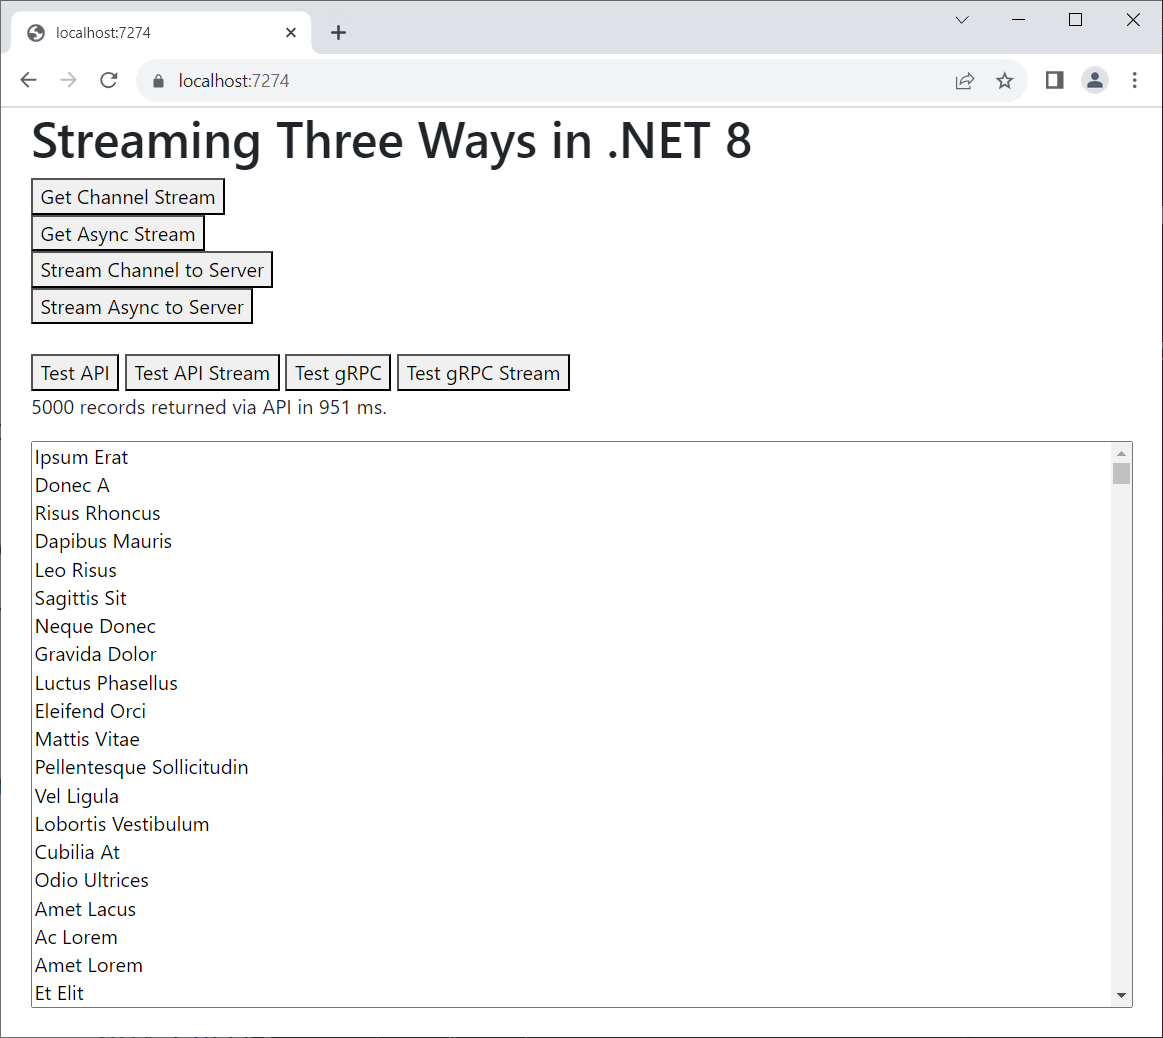 localhost:7274
localhost:7274
Streaming Three Ways in .NET 8
Get Channel Stream
Get Async Stream
Stream Channel to Server
Stream Async to Server
Test API Test API Stream Test gRPC Test gRPC Stream
5000 records returned via API in 951 ms.
Ipsum Erat
Donec A
Risus Rhoncus
Dapibus Mauris
Leo Risus
Sagittis Sit
Neque Donec
Gravida Dolor
Luctus Phasellus
Eleifend Orci
Mattis Vitae
Pellentesque Sollicitudin
Vel Ligula
Lobortis Vestibulum
Cubilia At
Odio Ultrices
Amet Lacus
Ac Lorem
Amet Lorem
Et Elit